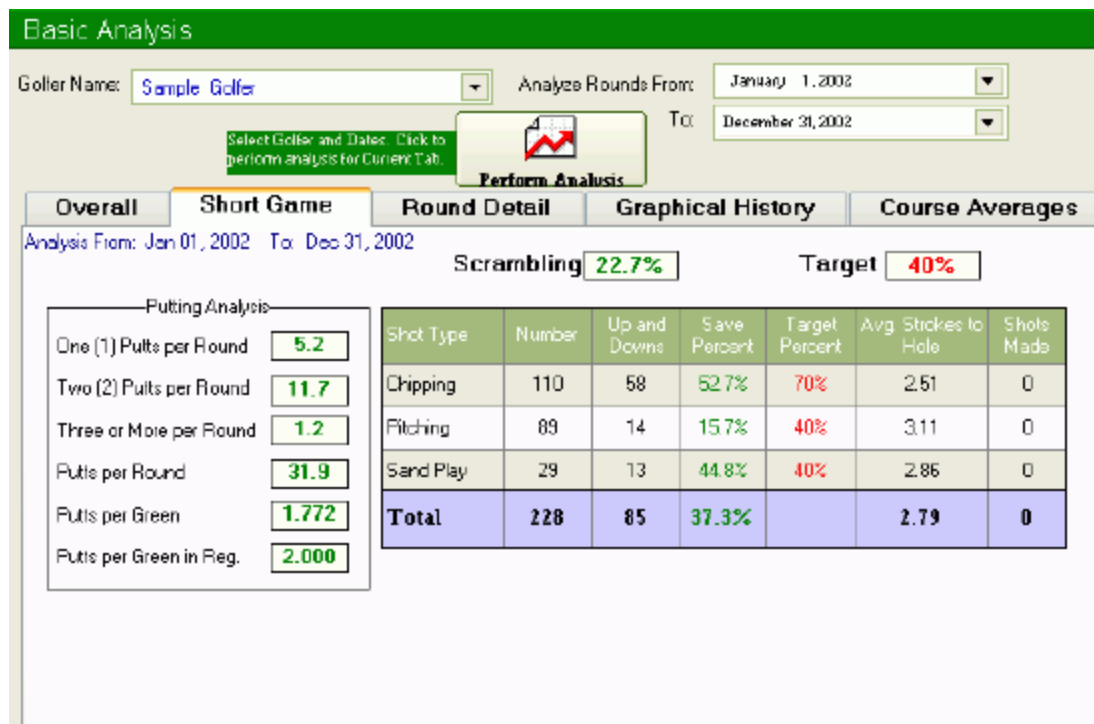 Basic Analysis
Golfer Name: Sample Golfer
Analyze Rounds From: January 1, 2002
To: December 31, 2002
Select Golfer and Dates. Click to
perform analysis for Current Tab.
Perform Analysis
Overall Short Game Round Detail Graphical History Course Averages
Analysis From: Jan 01, 2002 To: Dec 31, 2002
Scrambling 22.7% Target 40%
Putting Analysis
One (1) Putts per Round 5.2
Two (2) Putts per Round 11.7
Three or More per Round 1.2
Putts per Round 31.9
Putts per Green 1.772
Putts per Green in Reg. 2.000
Shot Type Number Up and Downs Save Percent Target Percent Avg. Strokes to Hole Shots Made
Chipping 110 58 52.7% 70% 2.51 0
Pitching 89 14 15.7% 40% 3.11 0
Sand Play 29 13 44.8% 40% 2.86 0
Total 228 85 37.3% 2.79 0